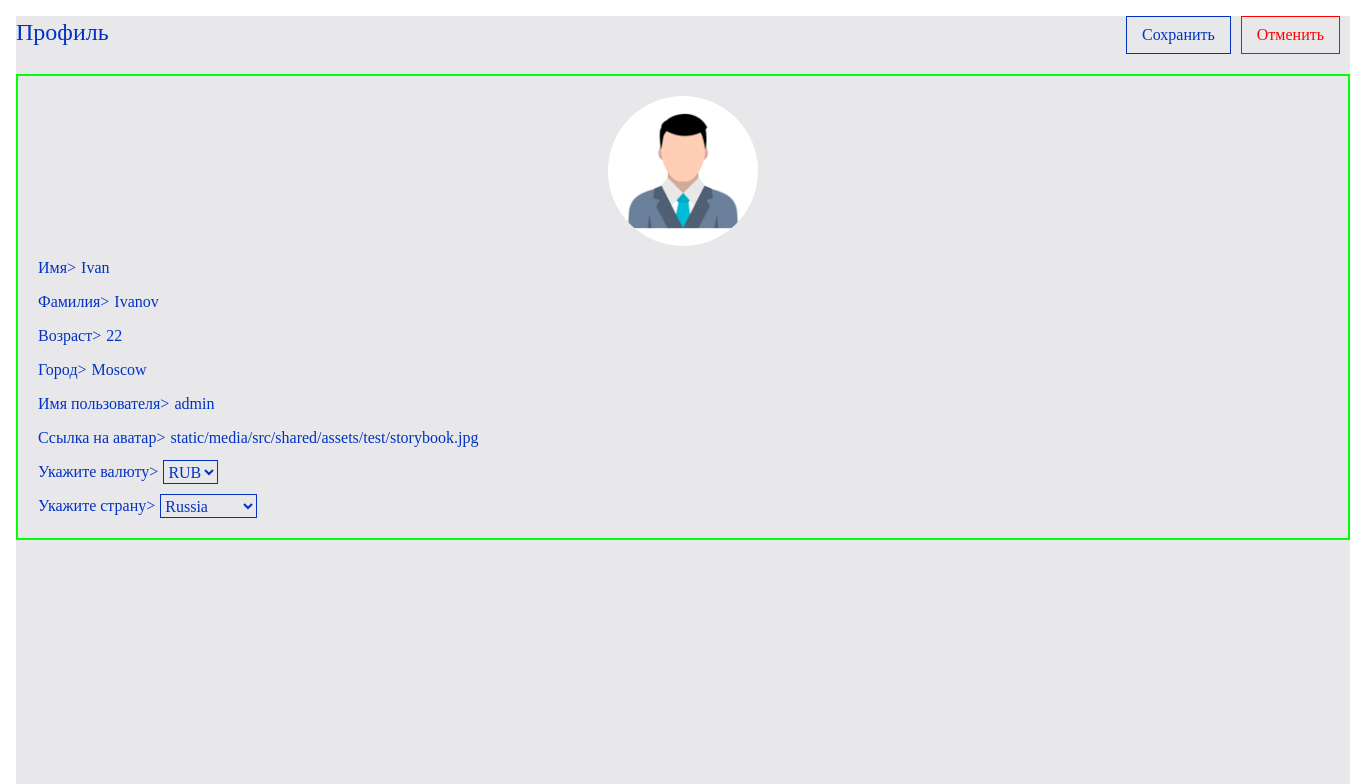 Профиль
Сохранить
Отменить
Имя> Ivan
Фамилия> Ivanov
Возраст> 22
Город> Moscow
Имя пользователя> admin
Ссылка на аватар> static/media/src/shared/assets/test/storybook.jpg
Укажите валюту> RUB
Укажите страну> Russia